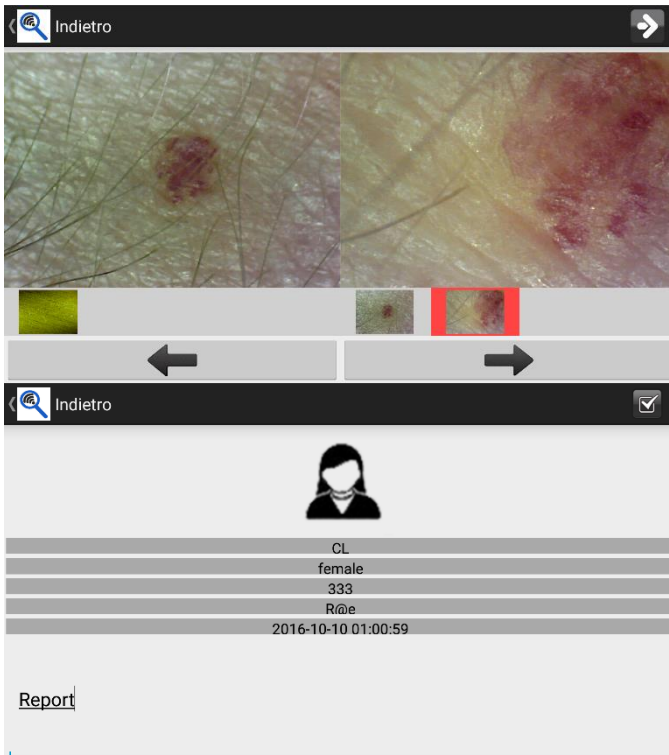 Indietro
Indietro
CL
female
333
R@e
2016-10-10 01:00:59
Report